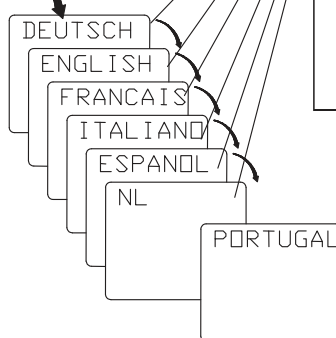 DEUTSCH
ENGLISH
FRANCAIS
ITALIANO
ESPANOL
NL
PORTUGAL